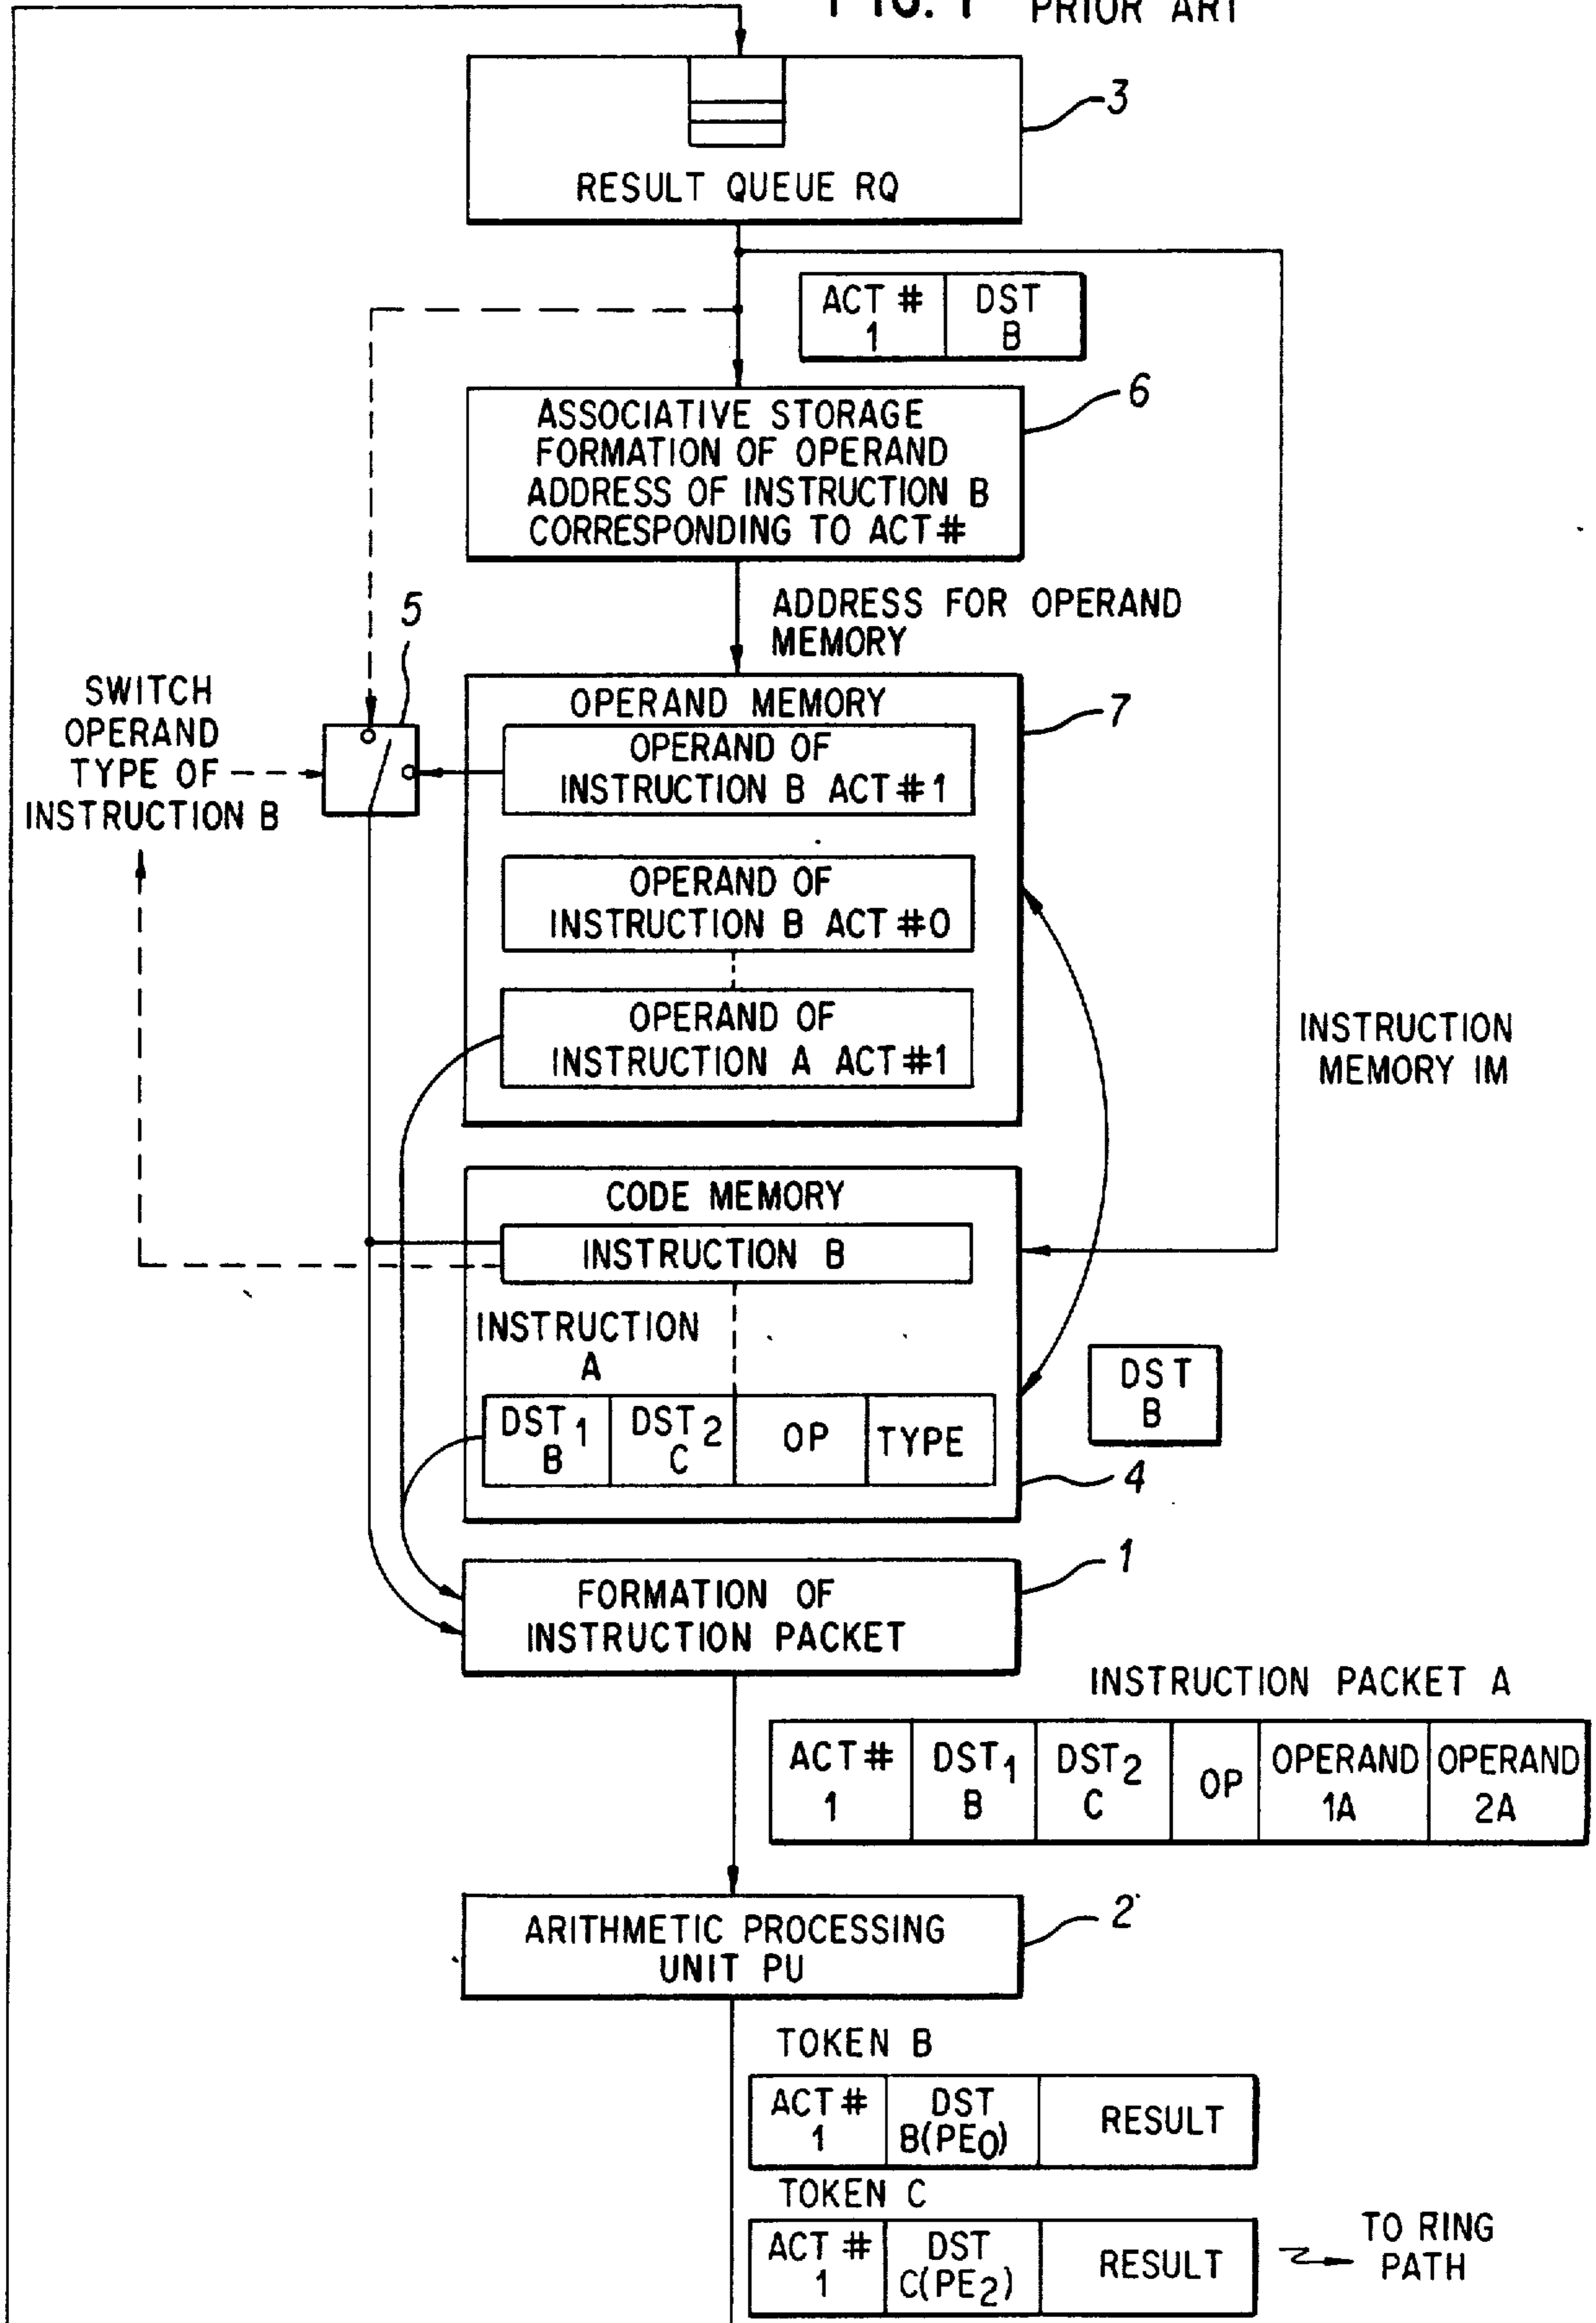 FIG. 1 PRIOR ART
3
RESULT QUEUE RQ
ACT # 1
DST B
6
ASSOCIATIVE STORAGE
FORMATION OF OPERAND
ADDRESS OF INSTRUCTION B
CORRESPONDING TO ACT#
ADDRESS FOR OPERAND
MEMORY
5
SWITCH
OPERAND
TYPE OF
INSTRUCTION B
OPERAND MEMORY
7
OPERAND OF
INSTRUCTION B ACT #1
OPERAND OF
INSTRUCTION B ACT #0
OPERAND OF
INSTRUCTION A ACT #1
INSTRUCTION
MEMORY IM
CODE MEMORY
INSTRUCTION B
INSTRUCTION
A
DST1 B
DST2 C
OP
TYPE
DST
B
4
1
FORMATION OF
INSTRUCTION PACKET
INSTRUCTION PACKET A
ACT # 1
DST1 B
DST2 C
OP
OPERAND 1A
OPERAND 2A
2
ARITHMETIC PROCESSING
UNIT PU
TOKEN B
ACT # 1
DST B(PE0)
RESULT
TOKEN C
ACT # 1
DST C(PE2)
RESULT
TO RING
PATH